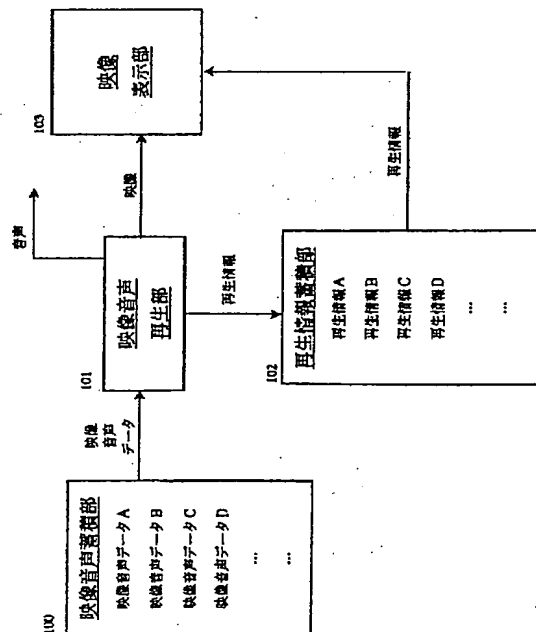 100
映像音声蓄積部
映像音声データA
映像音声データB
映像音声データC
映像音声データD
…
…
映像
音声
データ
101
映像音声
再生部
音声
映像
再生情報
102
再生情報蓄積部
再生情報A
再生情報B
再生情報C
再生情報D
…
…
再生情報
103
映像
表示部